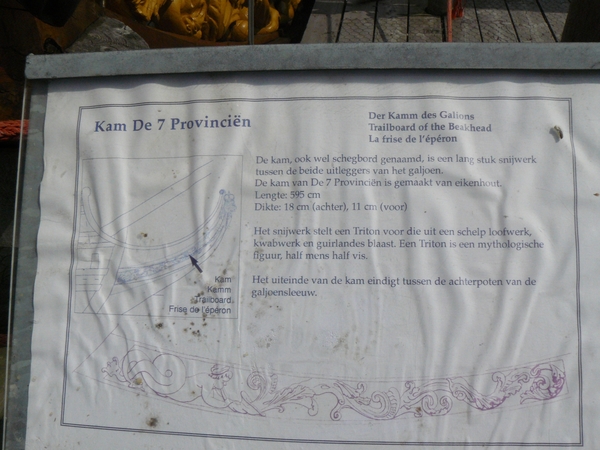 Kam De 7 Provinciën
Der Kamm des Galions
Trailboard of the Beakhead
La frise de l'éperon
De kam, ook wel schegbord genaamd, is een lang stuk snijwerk
tussen de beide uitleggers van het galjoen.
De kam van De 7 Provinciën is gemaakt van eikenhout.
Lengte: 595 cm
Dikte: 18 cm (achter), 11 cm (voor)
Het snijwerk stelt een Triton voor die uit een schelp loofwerk,
kwabwerk en guirlandes blaast. Een Triton is een mythologische
ffguur, half mens half vis.
Het uiteinde van de kam eindigt tussen de achterpoten van de
galjoensleeuw.
Kam
Kamm
Trailboard
Frise de l'éperon